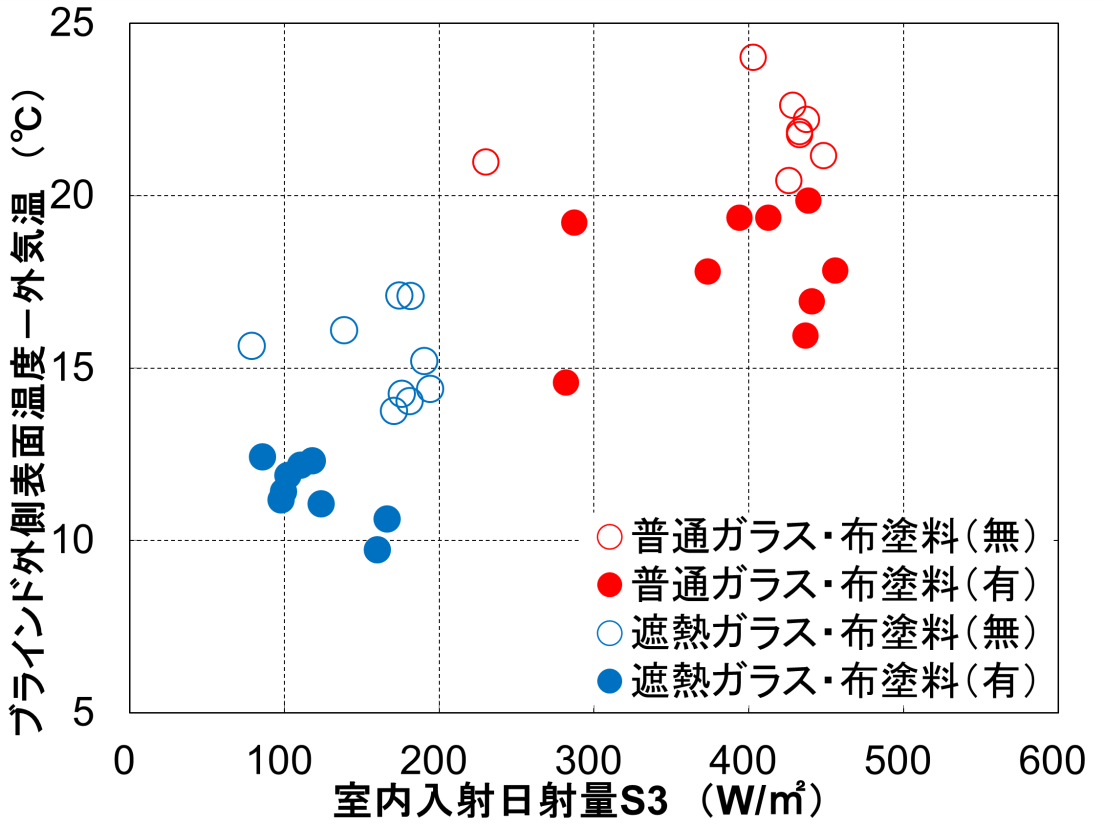 ブラインド外側表面温度－外気温（℃）
25
20
15
10
5
普通ガラス・布塗料（無）
普通ガラス・布塗料（有）
遮熱ガラス・布塗料（無）
遮熱ガラス・布塗料（有）
0 100 200 300 400 500 600
室内入射日射量S3 （W/㎡）